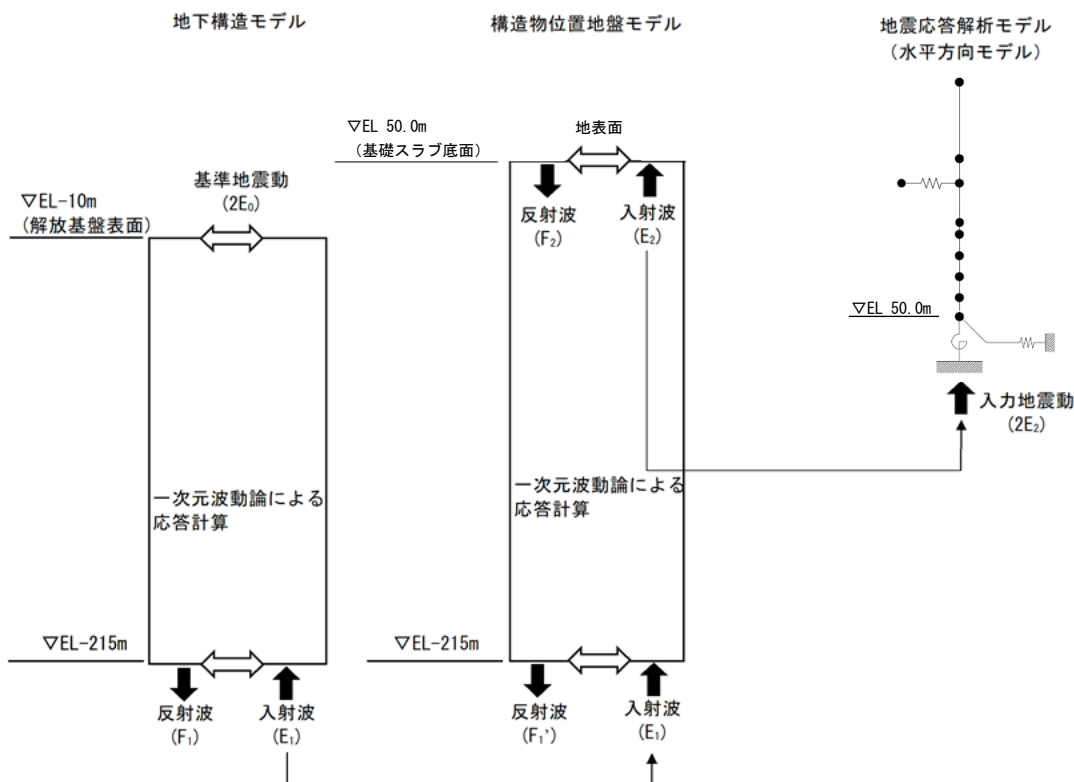 地下構造モデル
▽EL-10m
(解放基盤表面)
基準地震動
(2E₀)
一次元波動論による
応答計算
▽EL-215m
反射波
(F₁)
入射波
(E₁)
構造物位置地盤モデル
▽EL 50.0m
(基礎スラブ底面)
地表面
反射波
(F₂)
入射波
(E₂)
一次元波動論による
応答計算
▽EL-215m
反射波
(F₁')
入射波
(E₁)
地震応答解析モデル
(水平方向モデル)
▽EL 50.0m
入力地震動
(2E₂)